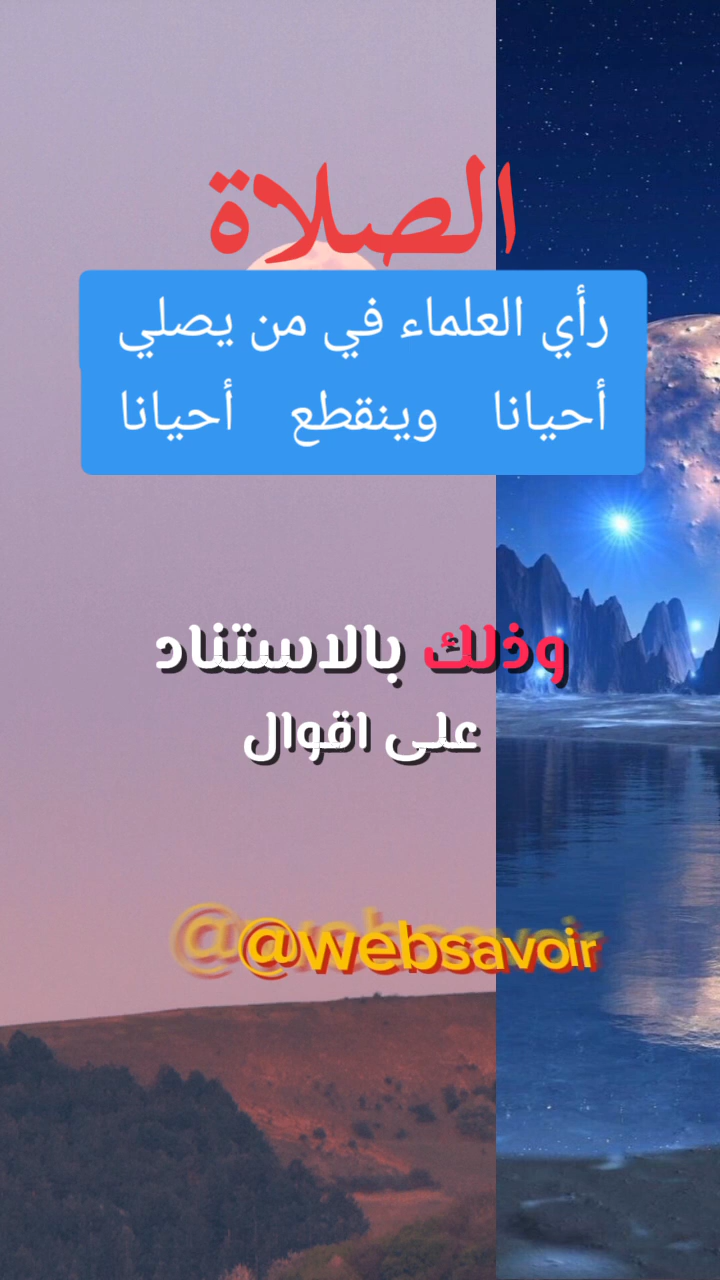 الصلاة
رأي العلماء في من يصلي
أحيانا وينقطع أحيانا
وذلك بالاستناد
على اقوال
@websavoir